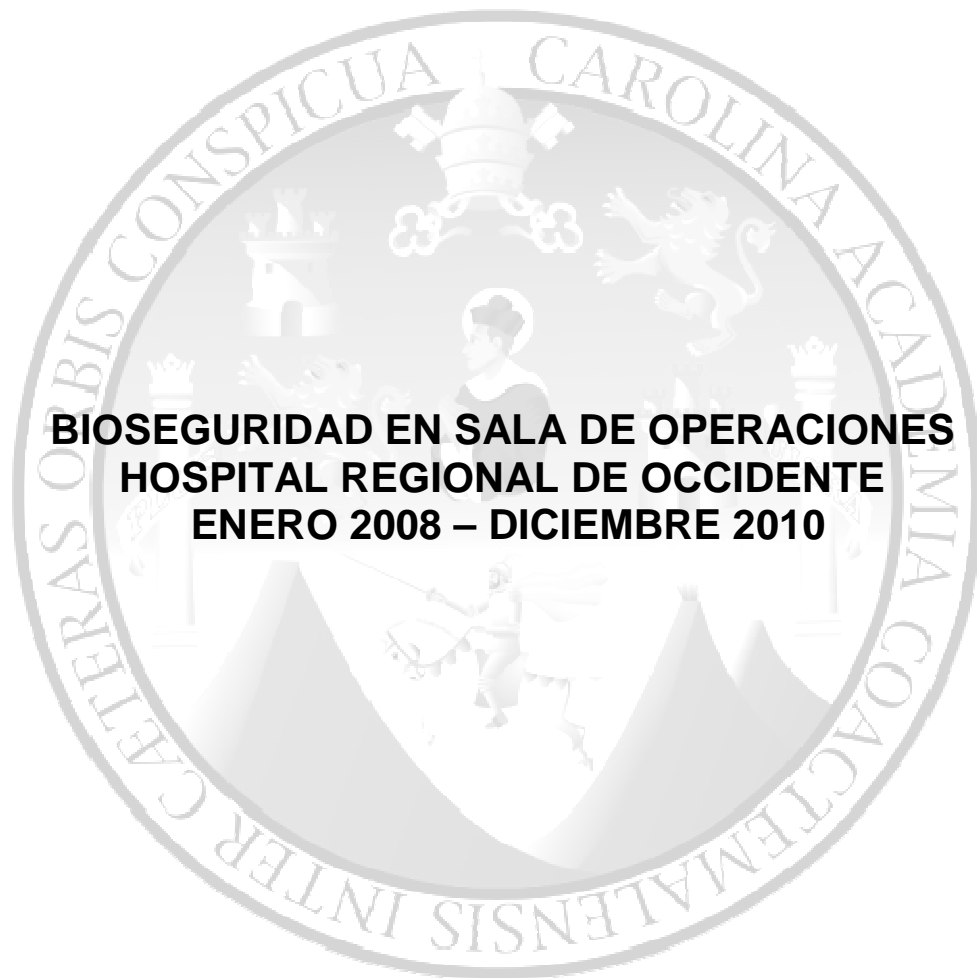 BIOSEGURIDAD EN SALA DE OPERACIONES
HOSPITAL REGIONAL DE OCCIDENTE
ENERO 2008 – DICIEMBRE 2010
CAROLINA ACADEMIA COACTEMALENSIS INTER CÆTERAS ORBIS CONSPICUA